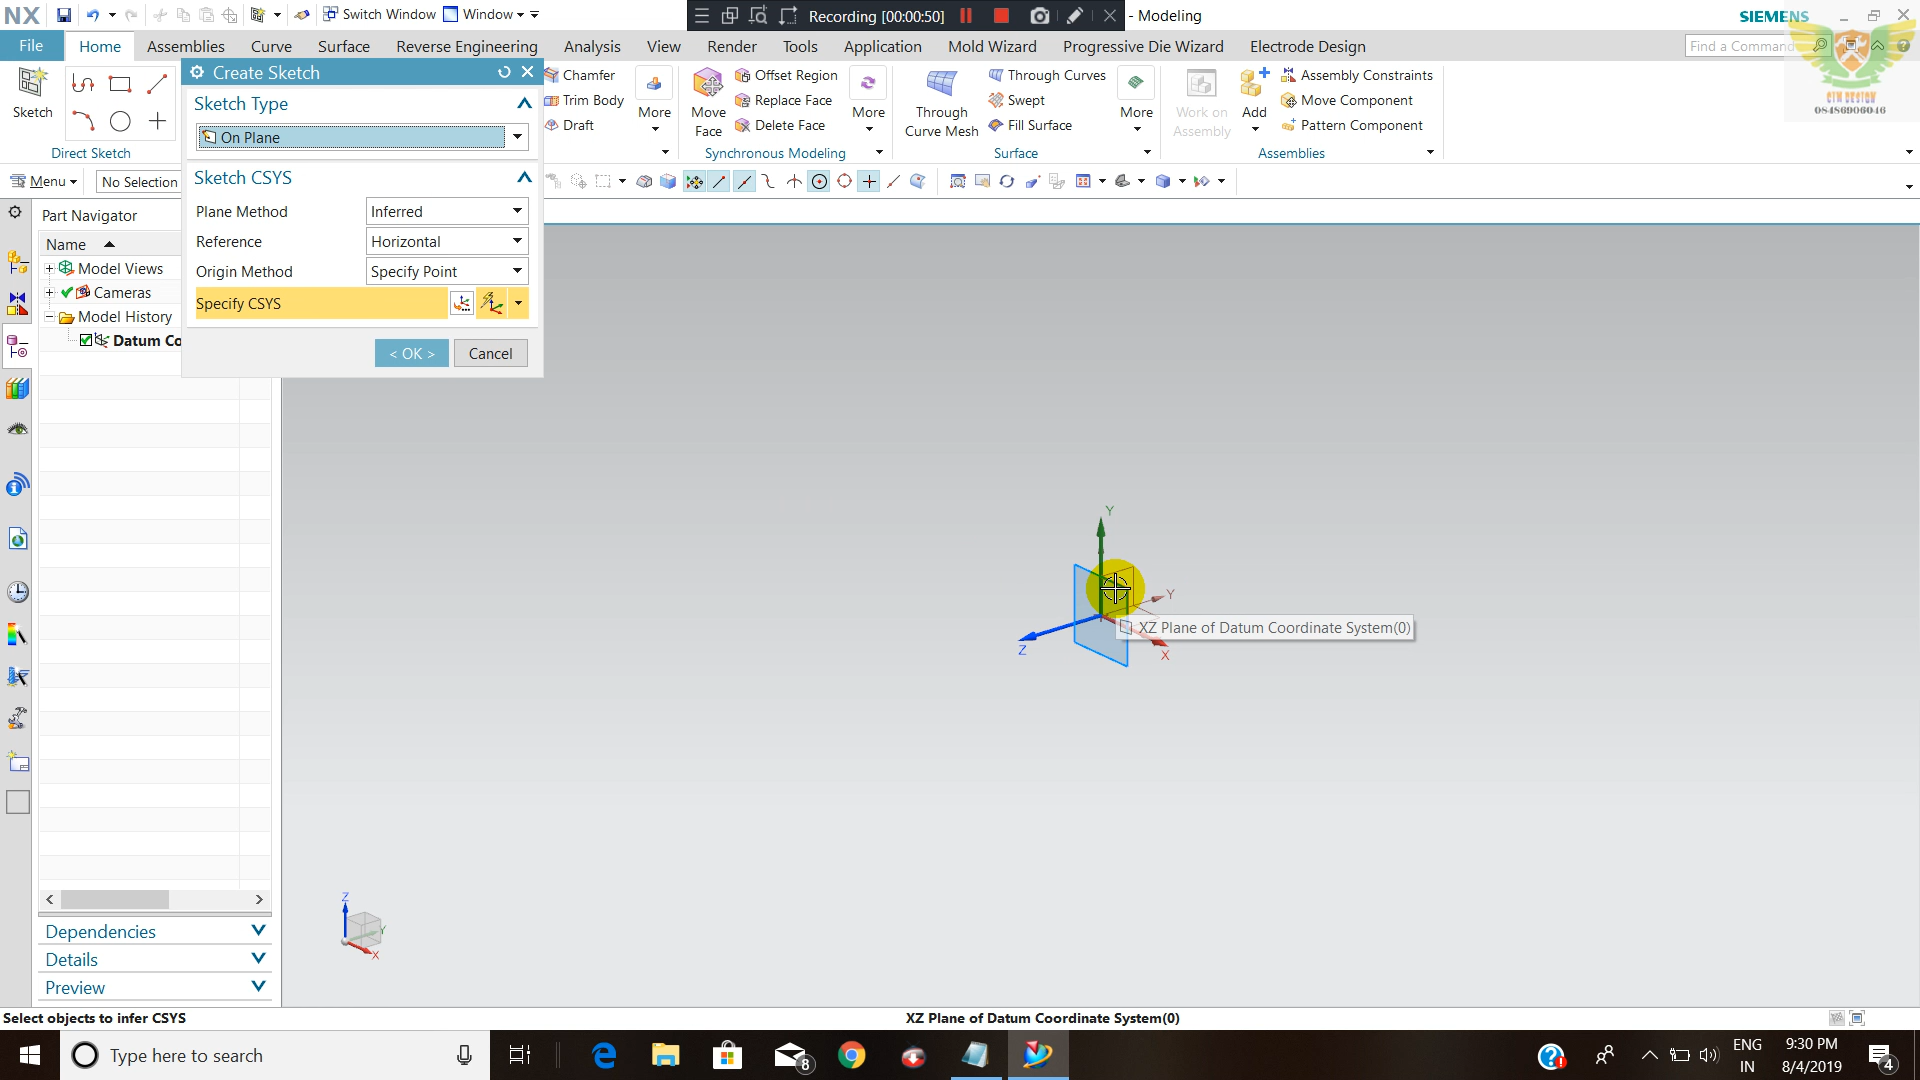 NX
Switch Window
Window
Recording [00:00:50]
- Modeling
SIEMENS
File
Home
Assemblies
Curve
Surface
Reverse Engineering
Analysis
View
Render
Tools
Application
Mold Wizard
Progressive Die Wizard
Electrode Design
Find a Command
Sketch
Direct Sketch
Create Sketch
Sketch Type
On Plane
Sketch CSYS
Plane Method
Inferred
Reference
Horizontal
Origin Method
Specify Point
Specify CSYS
< OK >
Cancel
Chamfer
Trim Body
Draft
More
Move
Face
Offset Region
Replace Face
Delete Face
More
Synchronous Modeling
Through
Curve Mesh
Through Curves
Swept
Fill Surface
More
Surface
Work on
Assembly
Add
Assembly Constraints
Move Component
Pattern Component
Assemblies
CTM DESIGN
08486906046
Menu
No Selection
Part Navigator
Name
Model Views
Cameras
Model History
Datum Co
Y
Y
Z
X
XZ Plane of Datum Coordinate System(0)
Z
Y
X
Dependencies
Details
Preview
Select objects to infer CSYS
XZ Plane of Datum Coordinate System(0)
Type here to search
8
ENG
IN
9:30 PM
8/4/2019
4